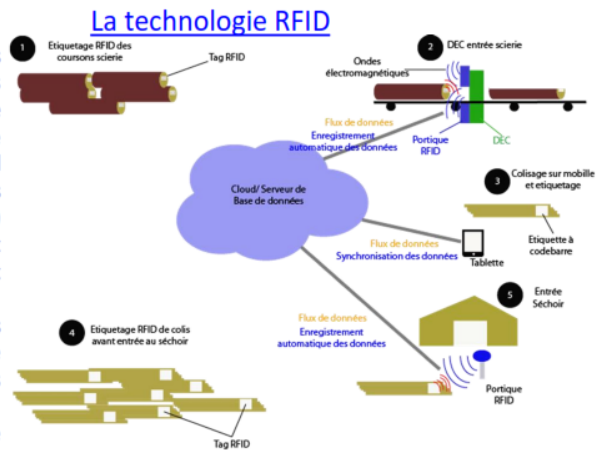 La technologie RFID
1
Etiquetage RFID des
coursons scierie
Tag RFID
2
DEC entrée scierie
Ondes
électromagnétiques
Flux de données
Enregistrement
automatique des données
Portique
RFID
DEC
Cloud/ Serveur de
Base de données
3
Colisage sur mobille
et etiquetage
Etiquette à
codebarre
Flux de données
Synchronisation des données
Tablette
4
Etiquetage RFID de colis
avant entrée au séchoir
Tag RFID
Flux de données
Enregistrement
automatique des données
5
Entrée
Séchoir
Portique
RFID